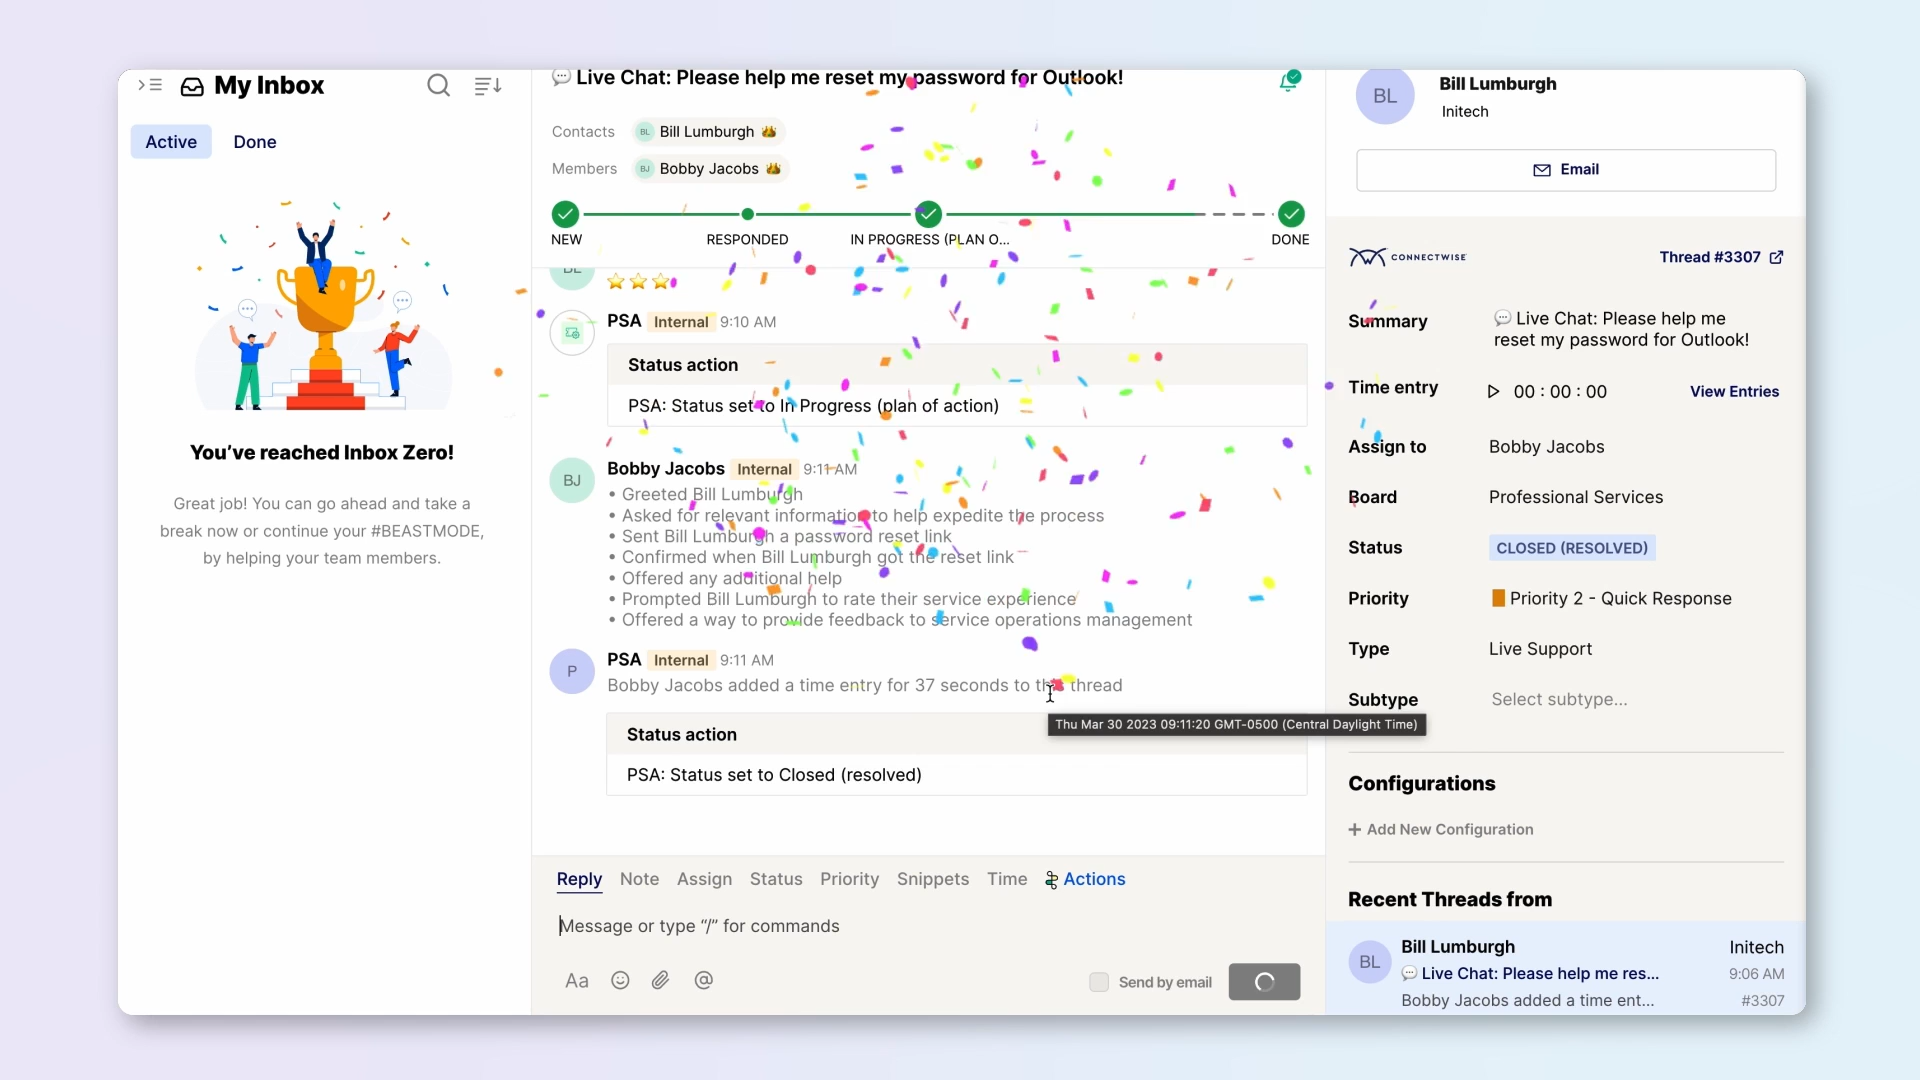 My Inbox
Active
Done
You’ve reached Inbox Zero!
Great job! You can go ahead and take a
break now or continue your #BEASTMODE,
by helping your team members.
Live Chat: Please help me reset my password for Outlook!
Contacts
BL
Bill Lumburgh
Members
BJ
Bobby Jacobs
NEW
RESPONDED
IN PROGRESS (PLAN O...
DONE
BL
PSA Internal 9:10 AM
Status action
PSA: Status set to In Progress (plan of action)
BJ
Bobby Jacobs Internal 9:11 AM
• Greeted Bill Lumburgh
• Asked for relevant information to help expedite the process
• Sent Bill Lumburgh a password reset link
• Confirmed when Bill Lumburgh got the reset link
• Offered any additional help
• Prompted Bill Lumburgh to rate their service experience
• Offered a way to provide feedback to service operations management
P
PSA Internal 9:11 AM
Bobby Jacobs added a time entry for 37 seconds to this thread
Thu Mar 30 2023 09:11:20 GMT-0500 (Central Daylight Time)
Status action
PSA: Status set to Closed (resolved)
Reply Note Assign Status Priority Snippets Time Actions
Message or type “/” for commands
Aa
Send by email
BL
Bill Lumburgh
Initech
Email
CONNECTWISE
Thread #3307
Summary
Live Chat: Please help me
reset my password for Outlook!
Time entry
00 : 00 : 00
View Entries
Assign to
Bobby Jacobs
Board
Professional Services
Status
CLOSED (RESOLVED)
Priority
Priority 2 - Quick Response
Type
Live Support
Subtype
Select subtype...
Configurations
+ Add New Configuration
Recent Threads from
BL
Bill Lumburgh
Initech
Live Chat: Please help me res...
9:06 AM
Bobby Jacobs added a time ent...
#3307